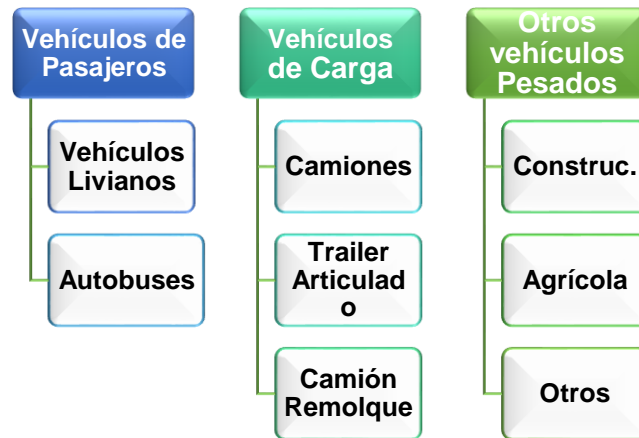 Vehículos de
Pasajeros
Vehículos
Livianos
Autobuses
Vehículos
de Carga
Camiones
Trailer
Articulad
o
Camión
Remolque
Otros
vehículos
Pesados
Construc.
Agrícola
Otros